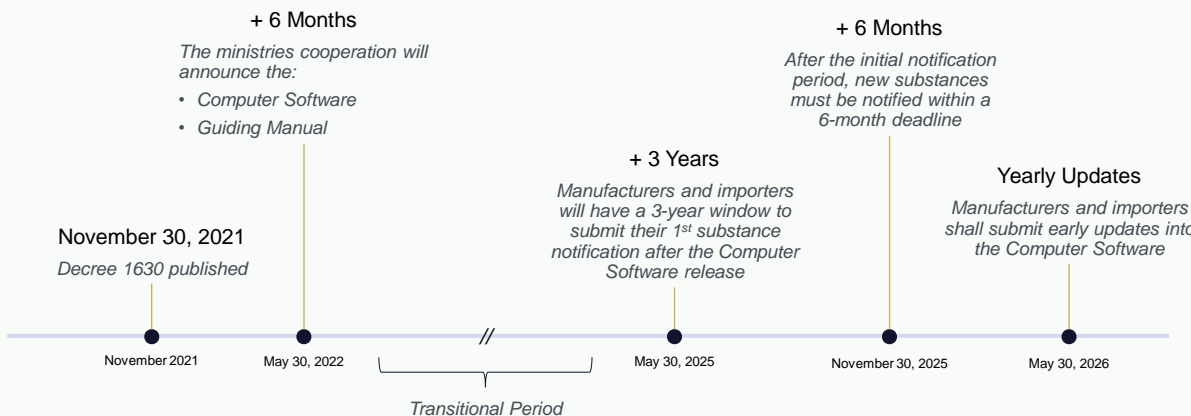 + 6 Months
The ministries cooperation will
announce the:
• Computer Software
• Guiding Manual
+ 6 Months
After the initial notification
period, new substances
must be notified within a
6-month deadline
+ 3 Years
Manufacturers and importers
will have a 3-year window to
submit their 1st substance
notification after the Computer
Software release
Yearly Updates
Manufacturers and importers
shall submit early updates into
the Computer Software
November 30, 2021
Decree 1630 published
//
November 2021
May 30, 2022
May 30, 2025
November 30, 2025
May 30, 2026
Transitional Period